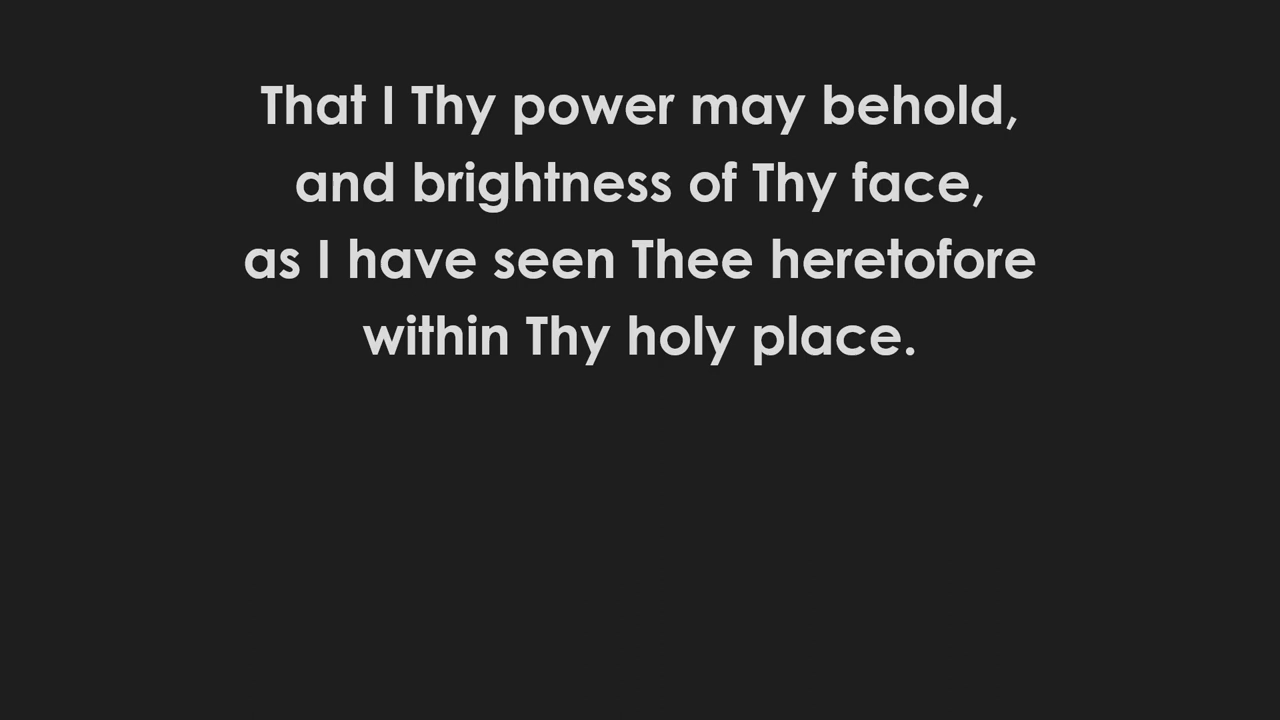 That I Thy power may behold,
and brightness of Thy face,
as I have seen Thee heretofore
within Thy holy place.